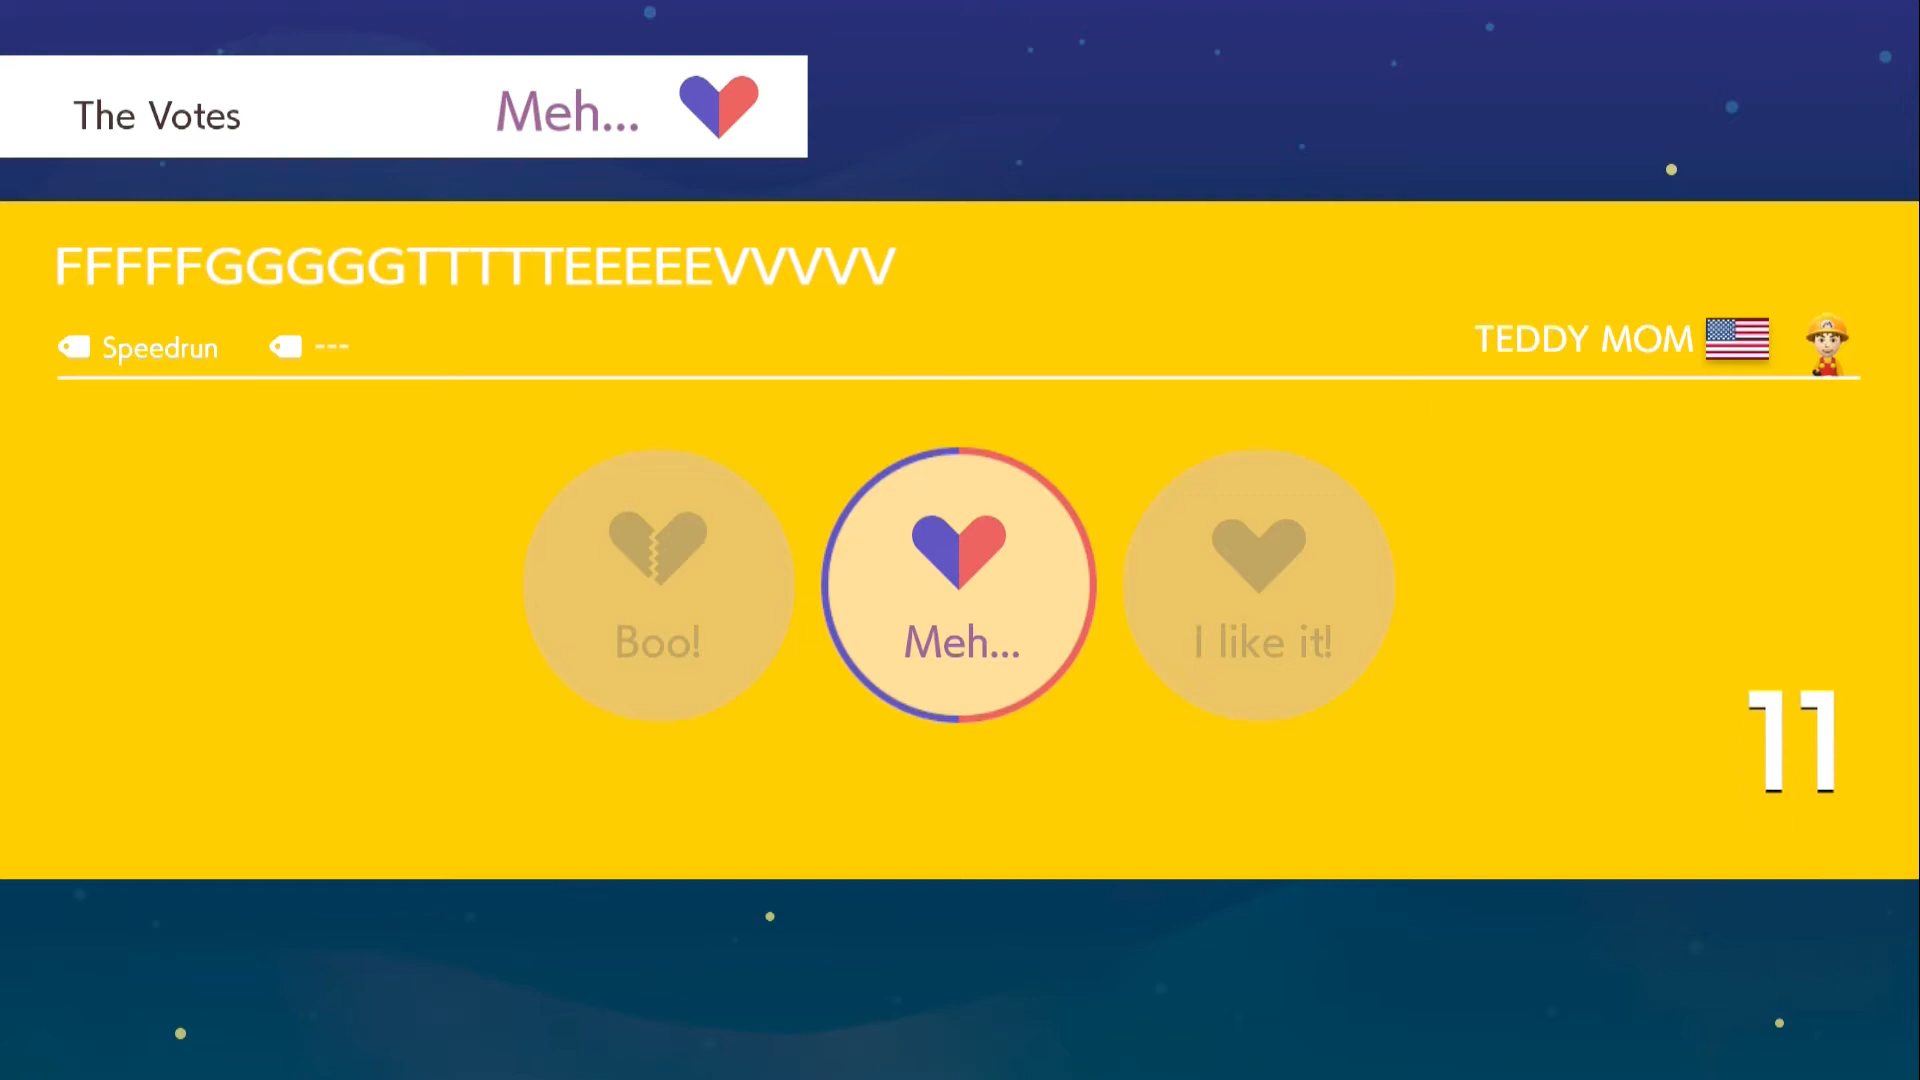 The Votes Meh...
FFFFFGGGGGTTTTTEEEEEVVVVV
Speedrun --- TEDDY MOM
Boo! Meh... I like it!
11